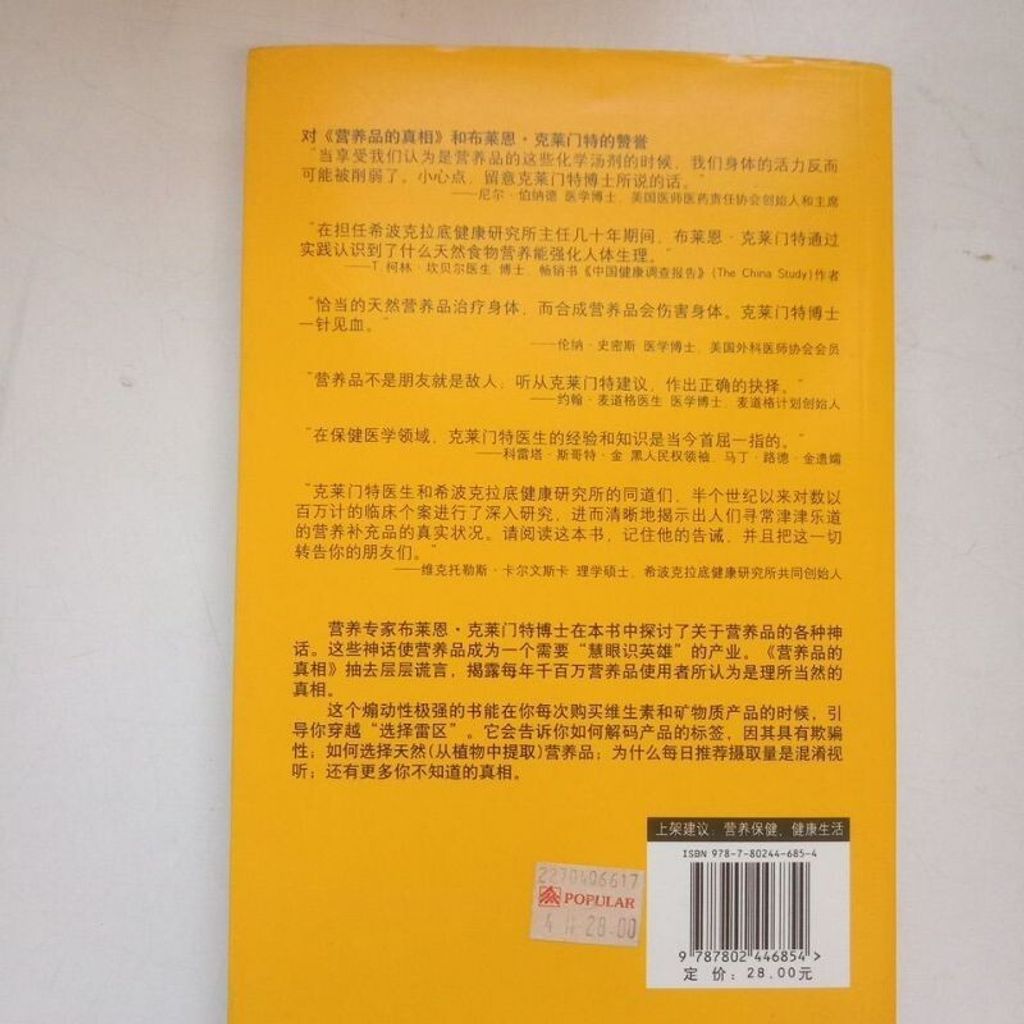 对《营养品的真相》和布莱恩·克莱门特的赞誉
“当享受我们认为是营养品的这些化学汤剂的时候，我们身体的活力反而
可能被削弱了。小心点，留意克莱门特博士所说的话。”
——尼尔·伯纳德 医学博士，美国医师医药责任协会创始人和主席
“在担任希波克拉底健康研究所主任几十年期间，布莱恩·克莱门特通过
实践认识到了什么天然食物营养能强化人体生理。”
——T.柯林·坎贝尔医生 博士，畅销书《中国健康调查报告》(The China Study)作者
“恰当的天然营养品治疗身体，而合成营养品会伤害身体。克莱门特博士
一针见血。”
——伦纳·史密斯 医学博士，美国外科医师协会会员
“营养品不是朋友就是敌人，听从克莱门特建议，作出正确的抉择。”
——约翰·麦道格医生 医学博士，麦道格计划创始人
“在保健医学领域，克莱门特医生的经验和知识是当今首屈一指的。”
——科雷塔·斯哥特·金 黑人民权领袖，马丁·路德·金遗孀
“克莱门特医生和希波克拉底健康研究所的同道们，半个世纪以来对数以
百万计的临床个案进行了深入研究，进而清晰地揭示出人们寻常津津乐道
的营养补充品的真实状况。请阅读这本书，记住他的告诫，并且把这一切
转告你的朋友们。”
——维克托勒斯·卡尔文斯卡 理学硕士，希波克拉底健康研究所共同创始人
营养专家布莱恩·克莱门特博士在本书中探讨了关于营养品的各种神
话。这些神话使营养品成为一个需要“慧眼识英雄”的产业。《营养品的
真相》抽去层层谎言，揭露每年千百万营养品使用者所认为是理所当然的
真相。
这个煽动性极强的书能在你每次购买维生素和矿物质产品的时候，引
导你穿越“选择雷区”。它会告诉你如何解码产品的标签，因其具有欺骗
性；如何选择天然(从植物中提取)营养品；为什么每日推荐摄取量是混淆视
听；还有更多你不知道的真相。
上架建议：营养保健、健康生活
ISBN 978-7-80244-685-4
2270406617
POPULAR
28.00
9 787802 446854 >
定 价：28.00元